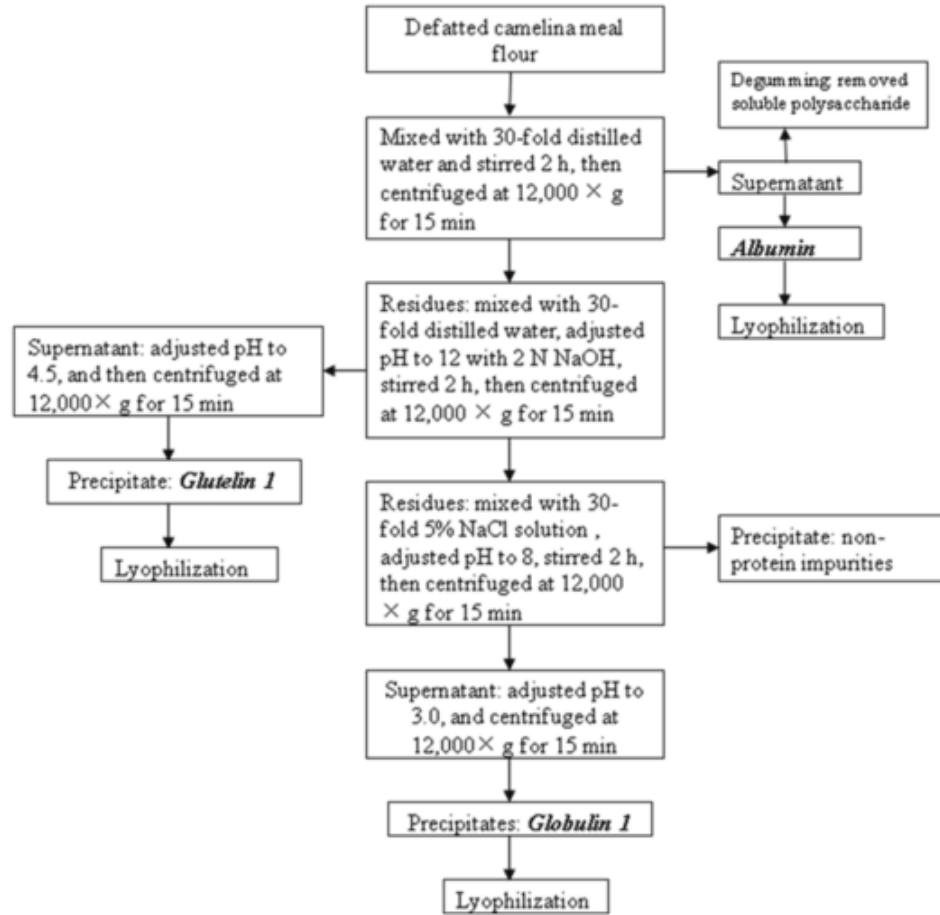 Defatted camelina meal
flour
Mixed with 30-fold distilled
water and stirred 2 h, then
centrifuged at 12,000 × g
for 15 min
Degumming: removed
soluble polysaccharide
Supernatant
Albumin
Lyophilization
Residues: mixed with 30-
fold distilled water, adjusted
pH to 12 with 2 N NaOH,
stirred 2 h, then centrifuged
at 12,000 × g for 15 min
Supernatant: adjusted pH to
4.5, and then centrifuged at
12,000× g for 15 min
Precipitate: Glutelin 1
Lyophilization
Residues: mixed with 30-
fold 5% NaCl solution ,
adjusted pH to 8, stirred 2 h,
then centrifuged at 12,000
× g for 15 min
Precipitate: non-
protein impurities
Supernatant: adjusted pH to
3.0, and centrifuged at
12,000× g for 15 min
Precipitates: Globulin 1
Lyophilization